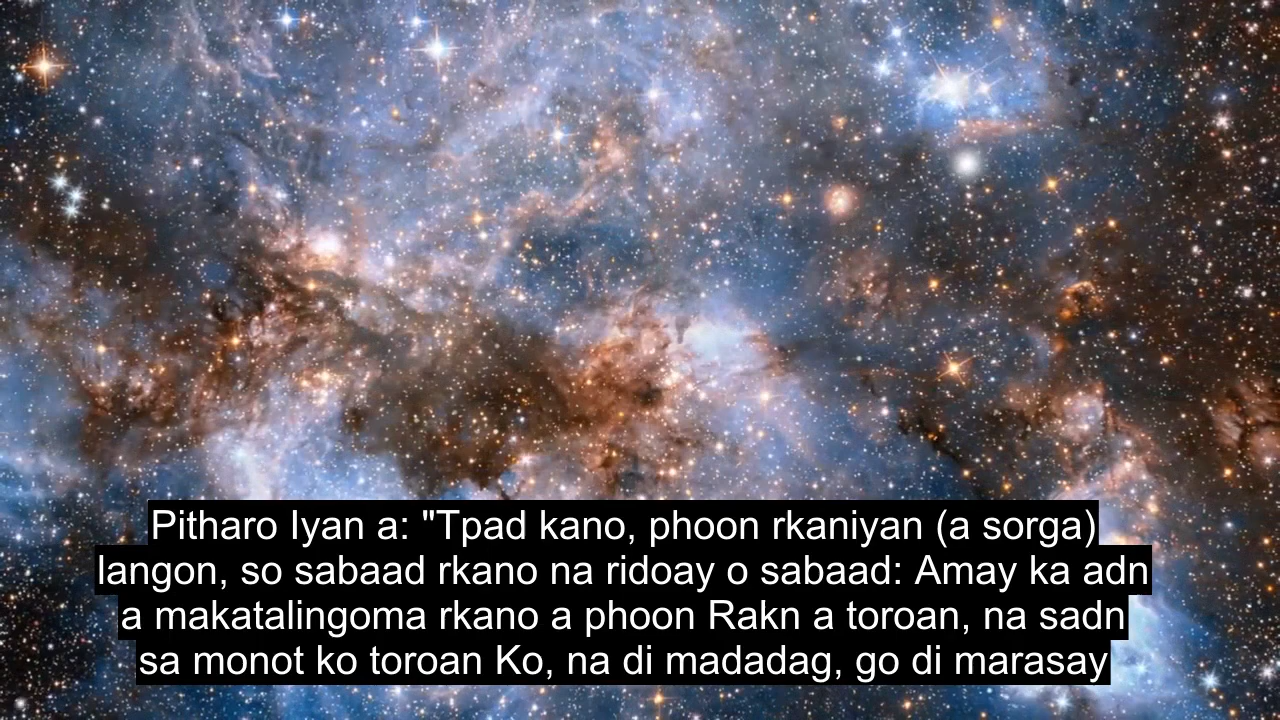 Pitharo Iyan a: "Tpad kano, phoon rkaniyan (a sorga)
langon, so sabaad rkano na ridoay o sabaad: Amay ka adn
a makatalingoma rkano a phoon Rakn a toroan, na sadn
sa monot ko toroan Ko, na di madadag, go di marasay